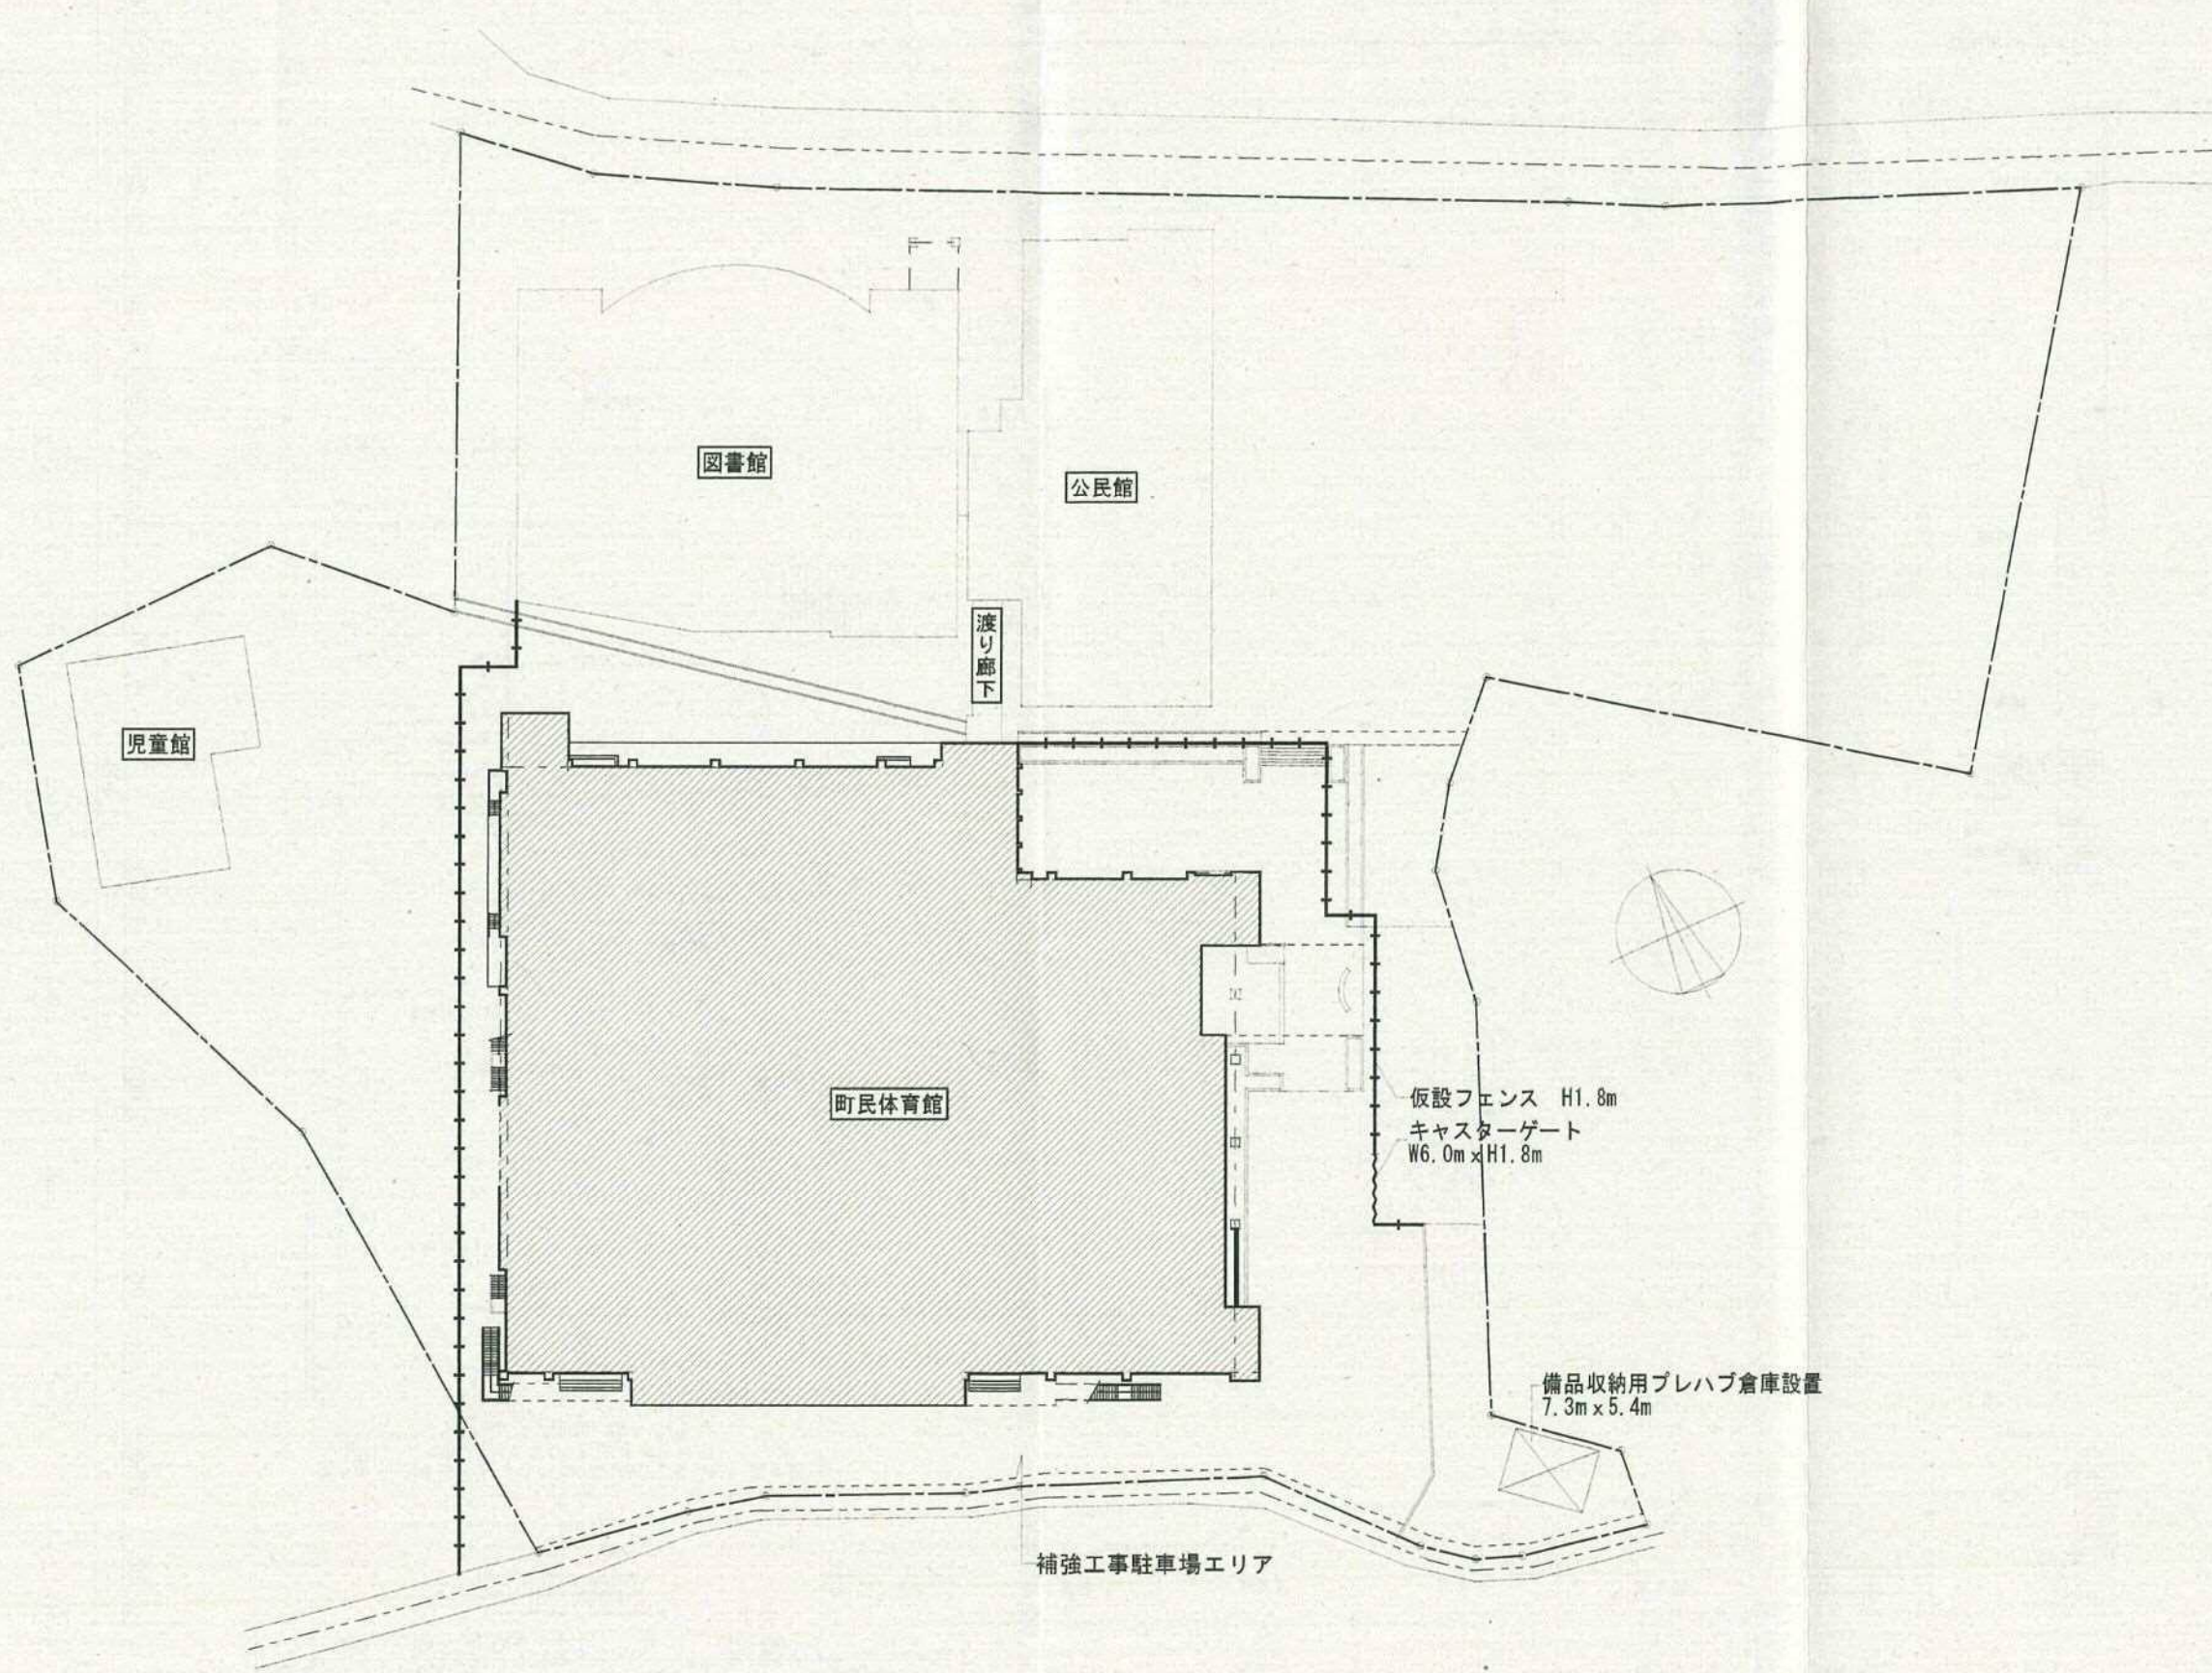 図書館
公民館
渡り廊下
児童館
町民体育館
仮設フェンス H1.8m
キャスターゲート
W6.0m x H1.8m
備品収納用プレハブ倉庫設置
7.3m x 5.4m
補強工事駐車場エリア